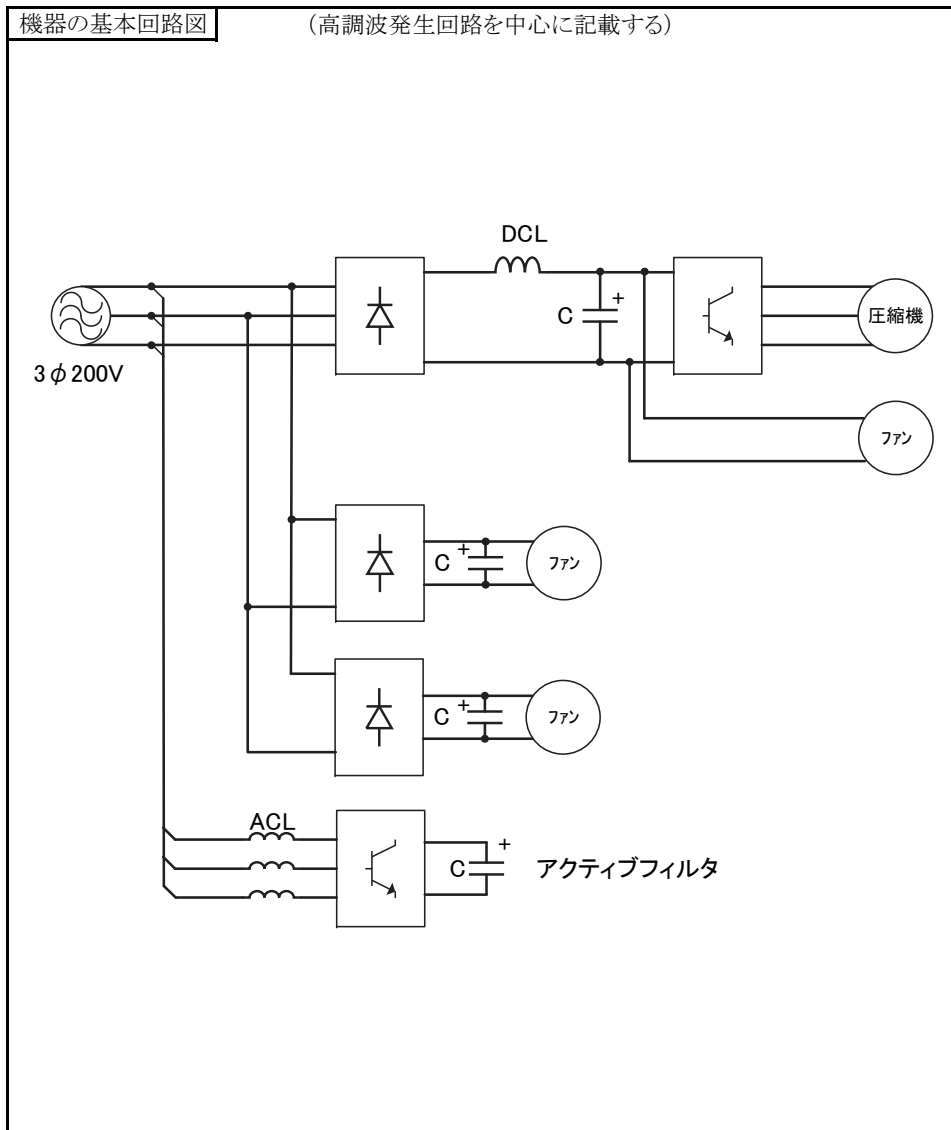 機器の基本回路図 (高調波発生回路を中心に記載する)
DCL
C +
圧縮機
3φ200V
ファン
C + ファン
C + ファン
ACL
C + アクティブフィルタ